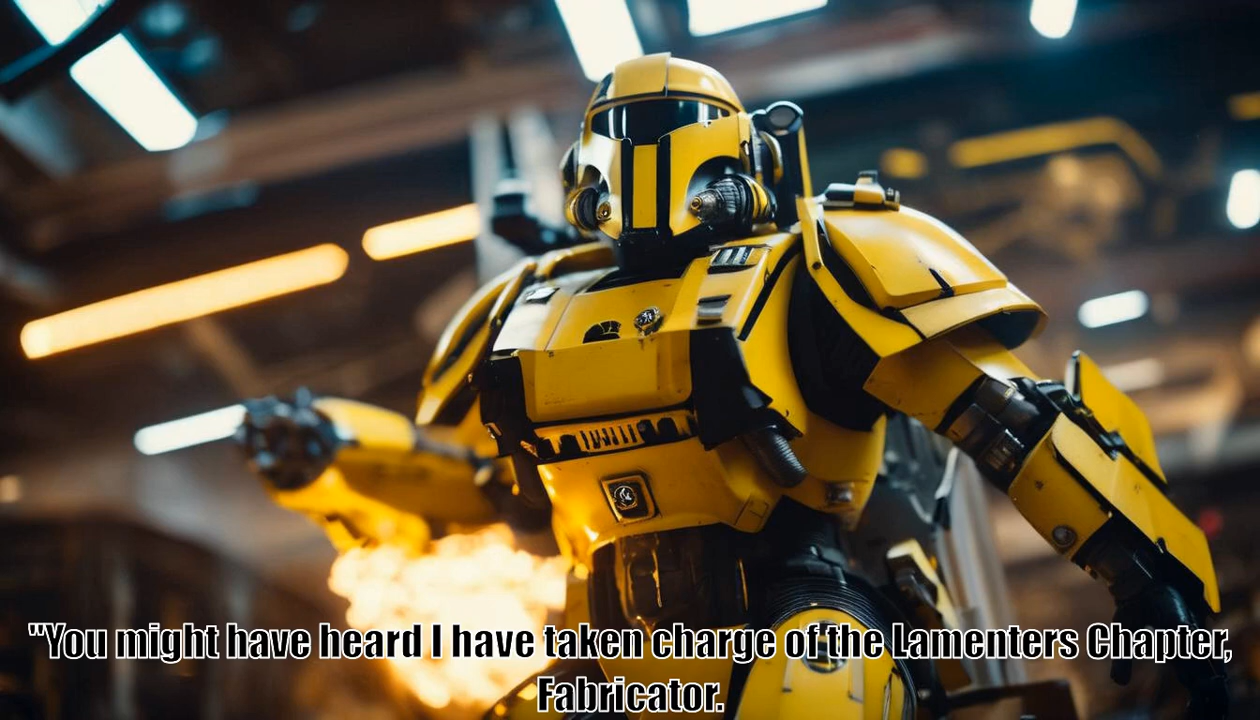 "You might have heard I have taken charge of the Lamenters Chapter,
Fabricator.